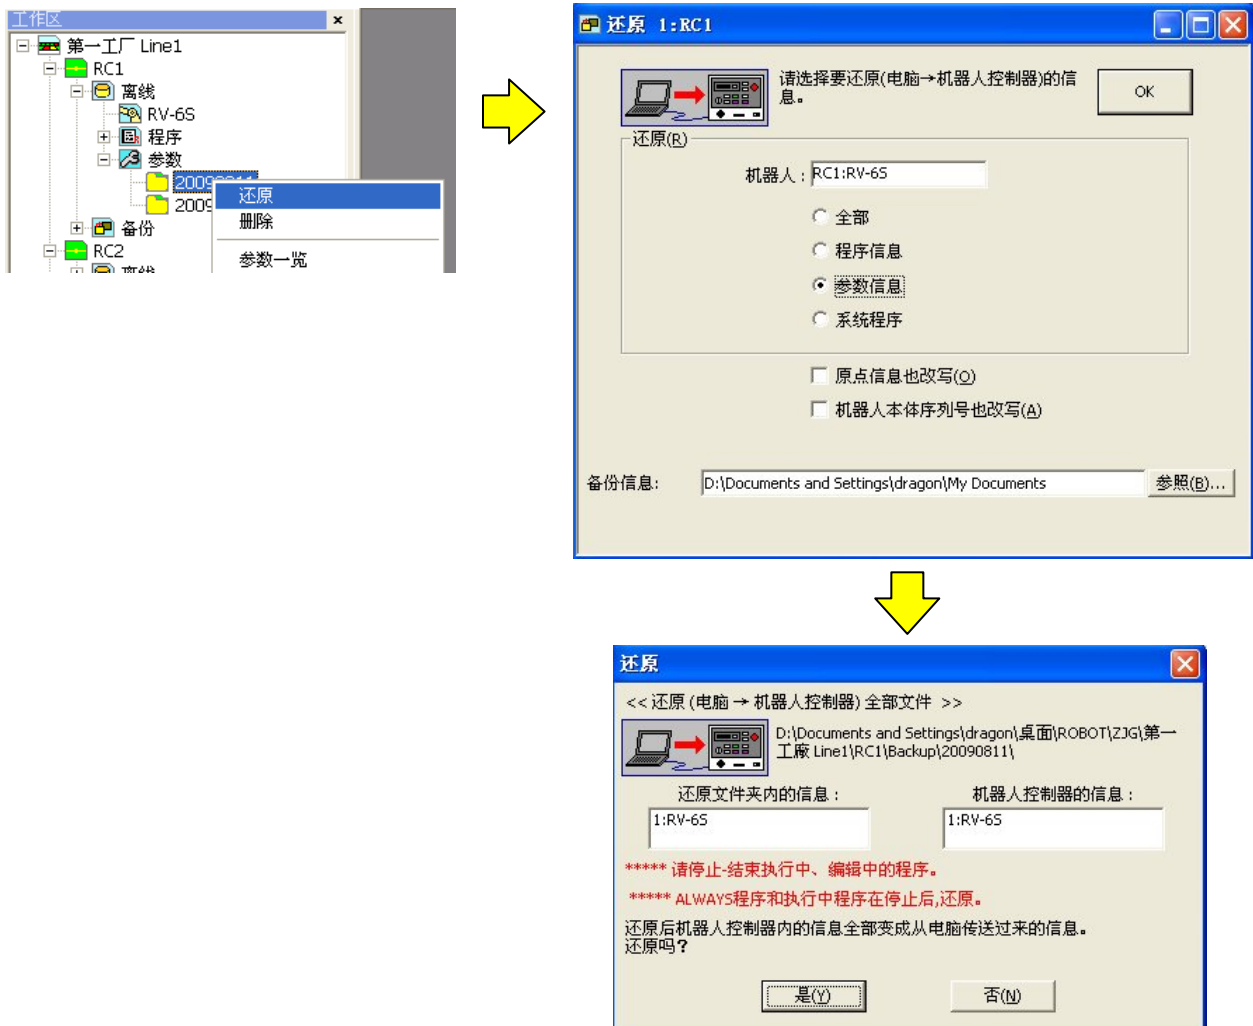 工作区
第一工厂 Line1
RC1
离线
RV-6S
程序
参数
20090811
2009
还原
删除
参数一览
备份
RC2
离线
还原 1:RC1
请选择要还原(电脑→机器人控制器)的信
息。
OK
还原(R)
机器人: RC1:RV-6S
全部
程序信息
参数信息
系统程序
原点信息也改写(O)
机器人本体序列号也改写(A)
备份信息: D:\Documents and Settings\dragon\My Documents 参照(B)...
还原
<< 还原 (电脑 → 机器人控制器) 全部文件 >>
D:\Documents and Settings\dragon\桌面\ROBOT\ZJG\第一
工廠 Line1\RC1\Backup\20090811\
还原文件夹内的信息: 机器人控制器的信息:
1:RV-6S 1:RV-6S
***** 请停止-结束执行中、编辑中的程序。
***** ALWAYS程序和执行中程序在停止后,还原。
还原后机器人控制器内的信息全部变成从电脑传送过来的信息。
还原吗?
是(Y) 否(N)